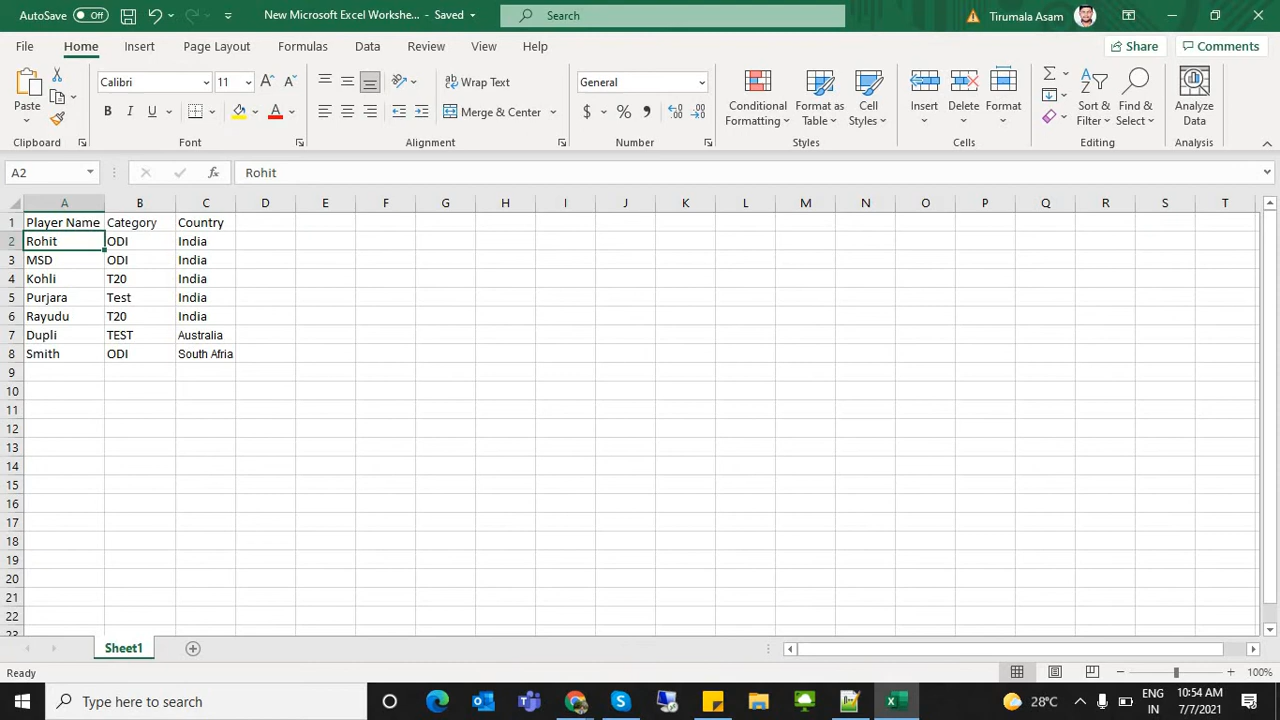 AutoSave Off New Microsoft Excel Workshe... - Saved Search Tirumala Asam
File Home Insert Page Layout Formulas Data Review View Help Share Comments
Paste Calibri 11 Wrap Text General Conditional Formatting Format as Table Cell Styles Insert Delete Format Sort & Filter Find & Select Analyze Data
B I U Merge & Center $ %
Clipboard Font Alignment Number Styles Cells Editing Analysis
A2 fx Rohit
A B C D E F G H I J K L M N O P Q R S T
1 Player Name Category Country
2 Rohit ODI India
3 MSD ODI India
4 Kohli T20 India
5 Purjara Test India
6 Rayudu T20 India
7 Dupli TEST Australia
8 Smith ODI South Afria
9
10
11
12
13
14
15
16
17
18
19
20
21
22
23
Sheet1
Ready 100%
Type here to search 28°C ENG IN 10:54 AM 7/7/2021